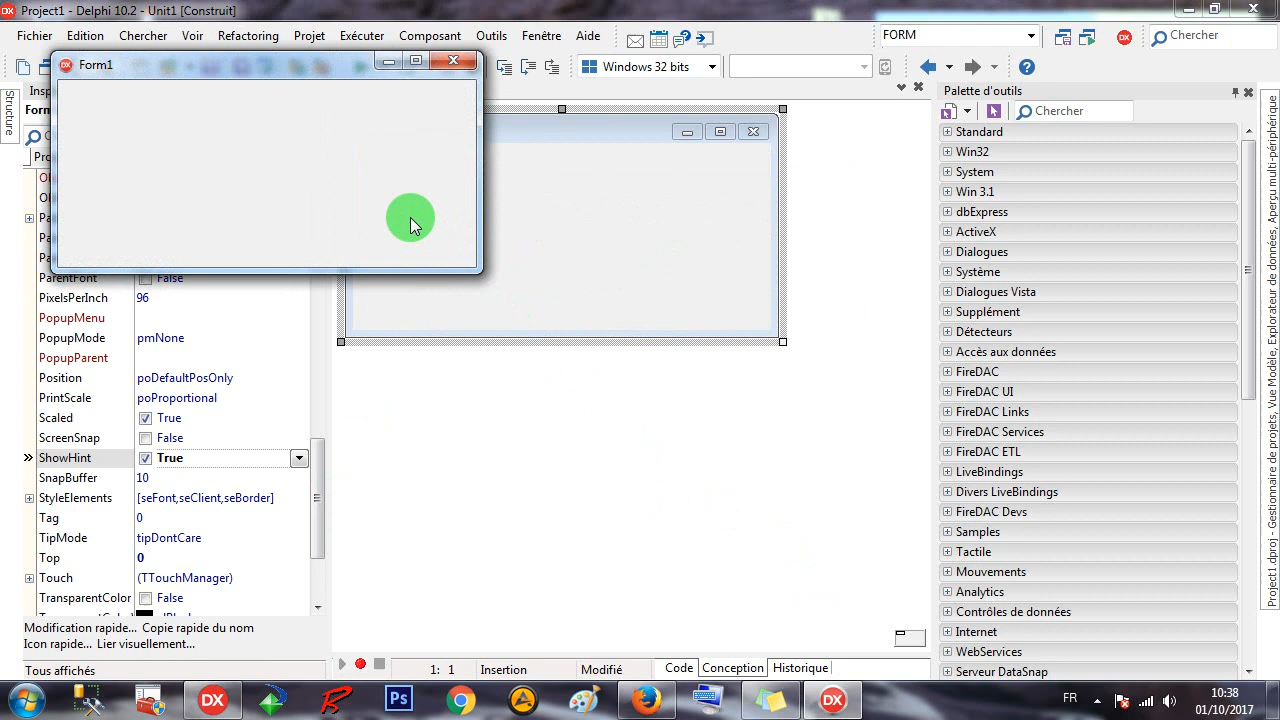 Project1 - Delphi 10.2 - Unit1 [Construit]
Fichier Edition Chercher Voir Refactoring Projet Exécuter Composant Outils Fenêtre Aide
FORM
Chercher
Form1
Windows 32 bits
Structure
Insp
Form
Palette d'outils
Chercher
Standard
Win32
System
Win 3.1
dbExpress
ActiveX
Dialogues
Système
Dialogues Vista
Supplément
Détecteurs
Accès aux données
FireDAC
FireDAC UI
FireDAC Links
FireDAC Services
FireDAC ETL
LiveBindings
Divers LiveBindings
FireDAC Devs
Samples
Tactile
Mouvements
Analytics
Contrôles de données
Internet
WebServices
Serveur DataSnap
ParentFont False
PixelsPerInch 96
PopupMenu
PopupMode pmNone
PopupParent
Position poDefaultPosOnly
PrintScale poProportional
Scaled True
ScreenSnap False
ShowHint True
SnapBuffer 10
StyleElements [seFont,seClient,seBorder]
Tag 0
TipMode tipDontCare
Top 0
Touch (TTouchManager)
TransparentColor False
Modification rapide... Copie rapide du nom
Icon rapide... Lier visuellement...
Tous affichés
1: 1 Insertion Modifié Code Conception Historique
Project1.dproj - Gestionnaire de projets, Vue Modèle, Explorateur de données, Aperçu multi-périphérique
DX Ps DX
FR
10:38
01/10/2017